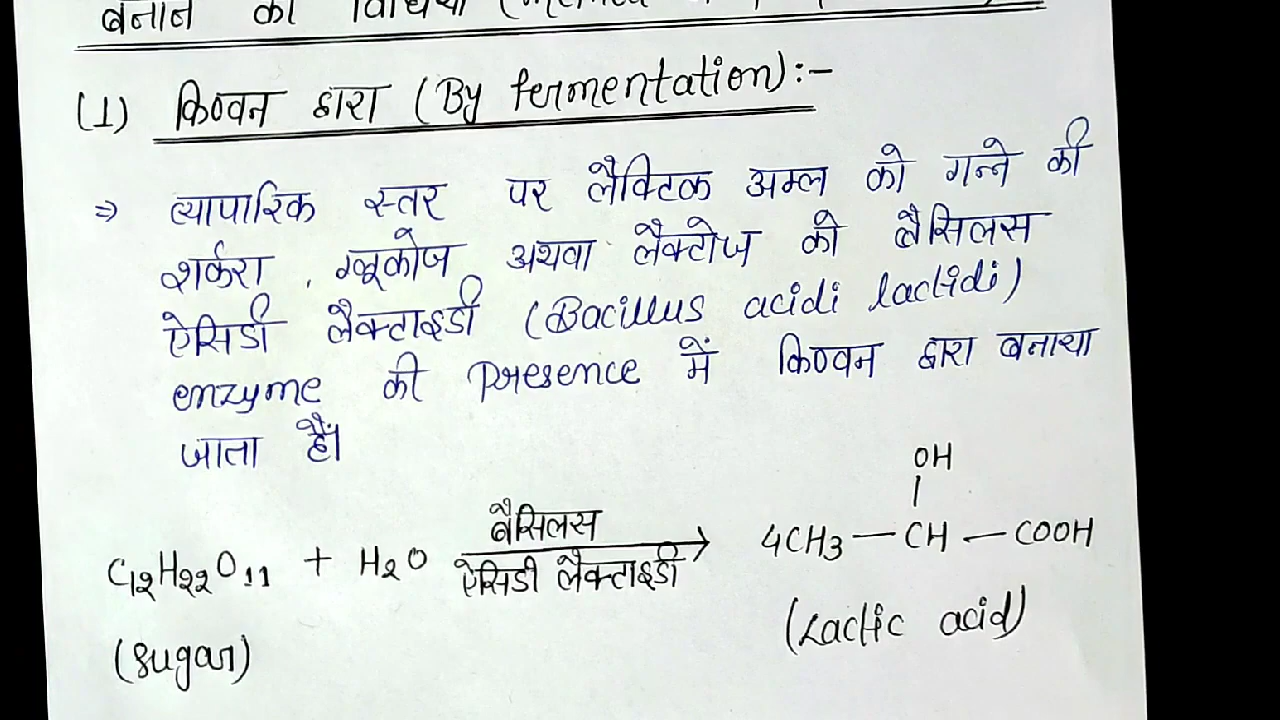 बनाने की विधियाँ
(1) किण्वन द्वारा (By fermentation):-
⇒ व्यापारिक स्तर पर लैक्टिक अम्ल को गन्ने की
शर्करा , ग्लूकोज अथवा लैक्टोज को बैसिलस
ऐसिडी लैक्टाइडी (Bacillus acidi lactidi)
enzyme की Presence में किण्वन द्वारा बनाया
जाता हैं।
OH
|
C12H22O11 + H2O बैसिलस ऐसिडी लैक्टाइडी → 4CH3 — CH — COOH
(Sugar) (Lactic acid)